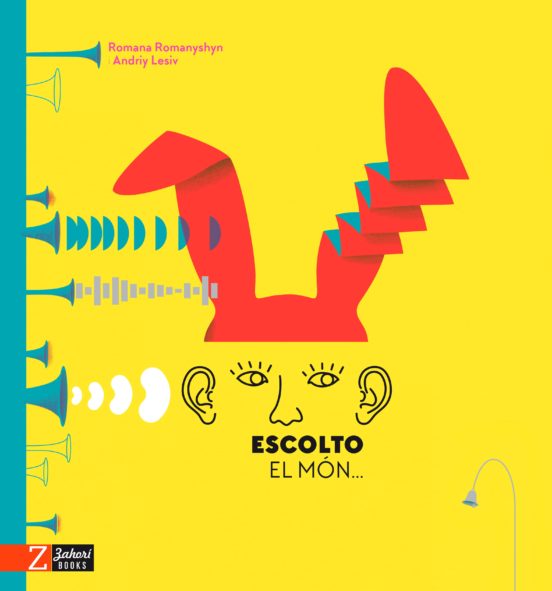 Romana Romanyshyn
i Andriy Lesiv
ESCOLTO
EL MÓN...
Z Zahorí
BOOKS